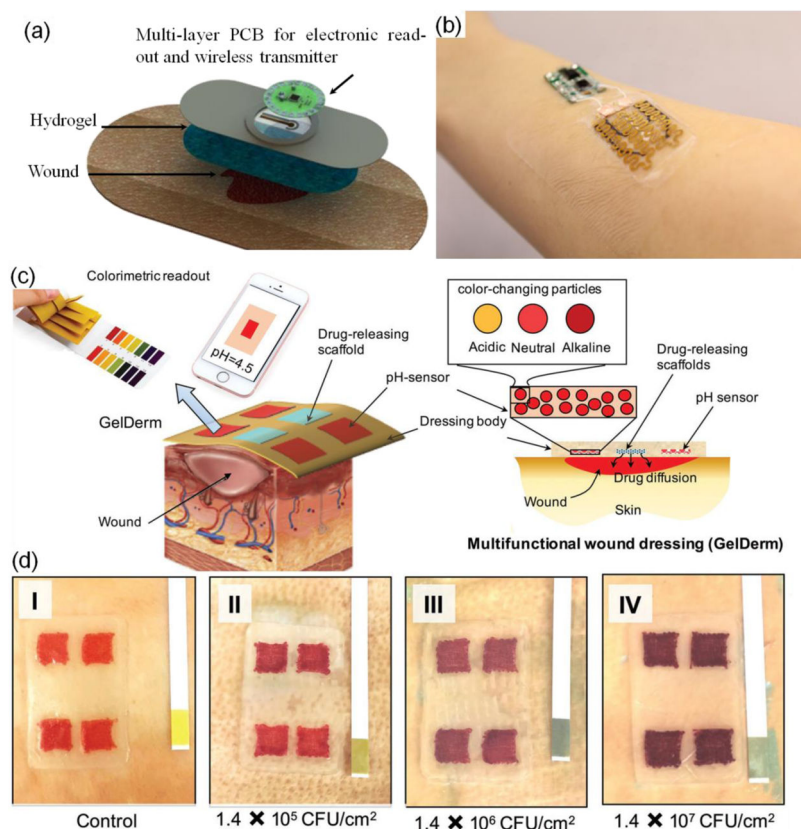 (a)
Multi-layer PCB for electronic read-
out and wireless transmitter
Hydrogel
Wound
(b)
(c)
Colorimetric readout
pH=4.5
Drug-releasing
scaffold
GelDerm
pH-sensor
Dressing body
Wound
color-changing particles
Acidic
Neutral
Alkaline
Drug-releasing
scaffolds
pH sensor
Wound
Drug diffusion
Skin
Multifunctional wound dressing (GelDerm)
(d)
I
II
III
IV
Control
1.4 × 10⁵ CFU/cm²
1.4 × 10⁶ CFU/cm²
1.4 × 10⁷ CFU/cm²